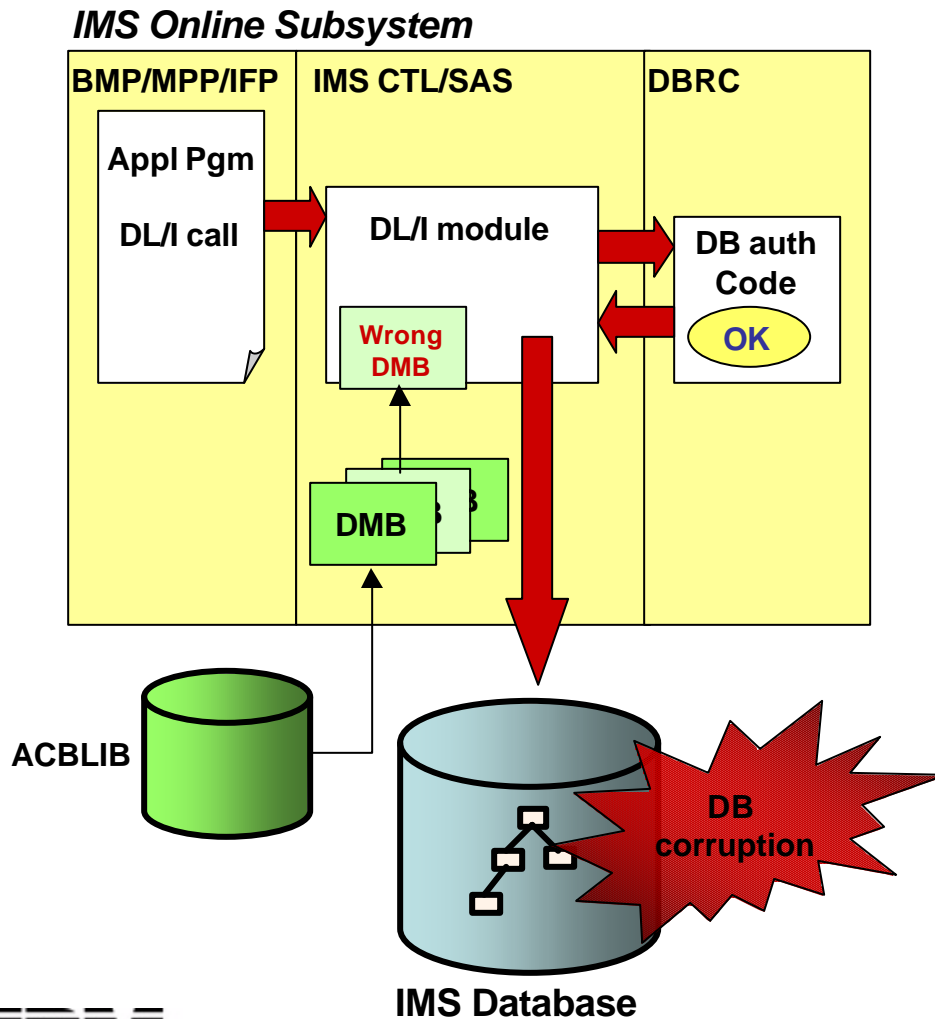 IMS Online Subsystem
BMP/MPP/IFP
IMS CTL/SAS
DBRC
Appl Pgm
DL/I call
DL/I module
DB auth
Code
OK
Wrong
DMB
DMB
B
B
ACBLIB
DB
corruption
IMS Database